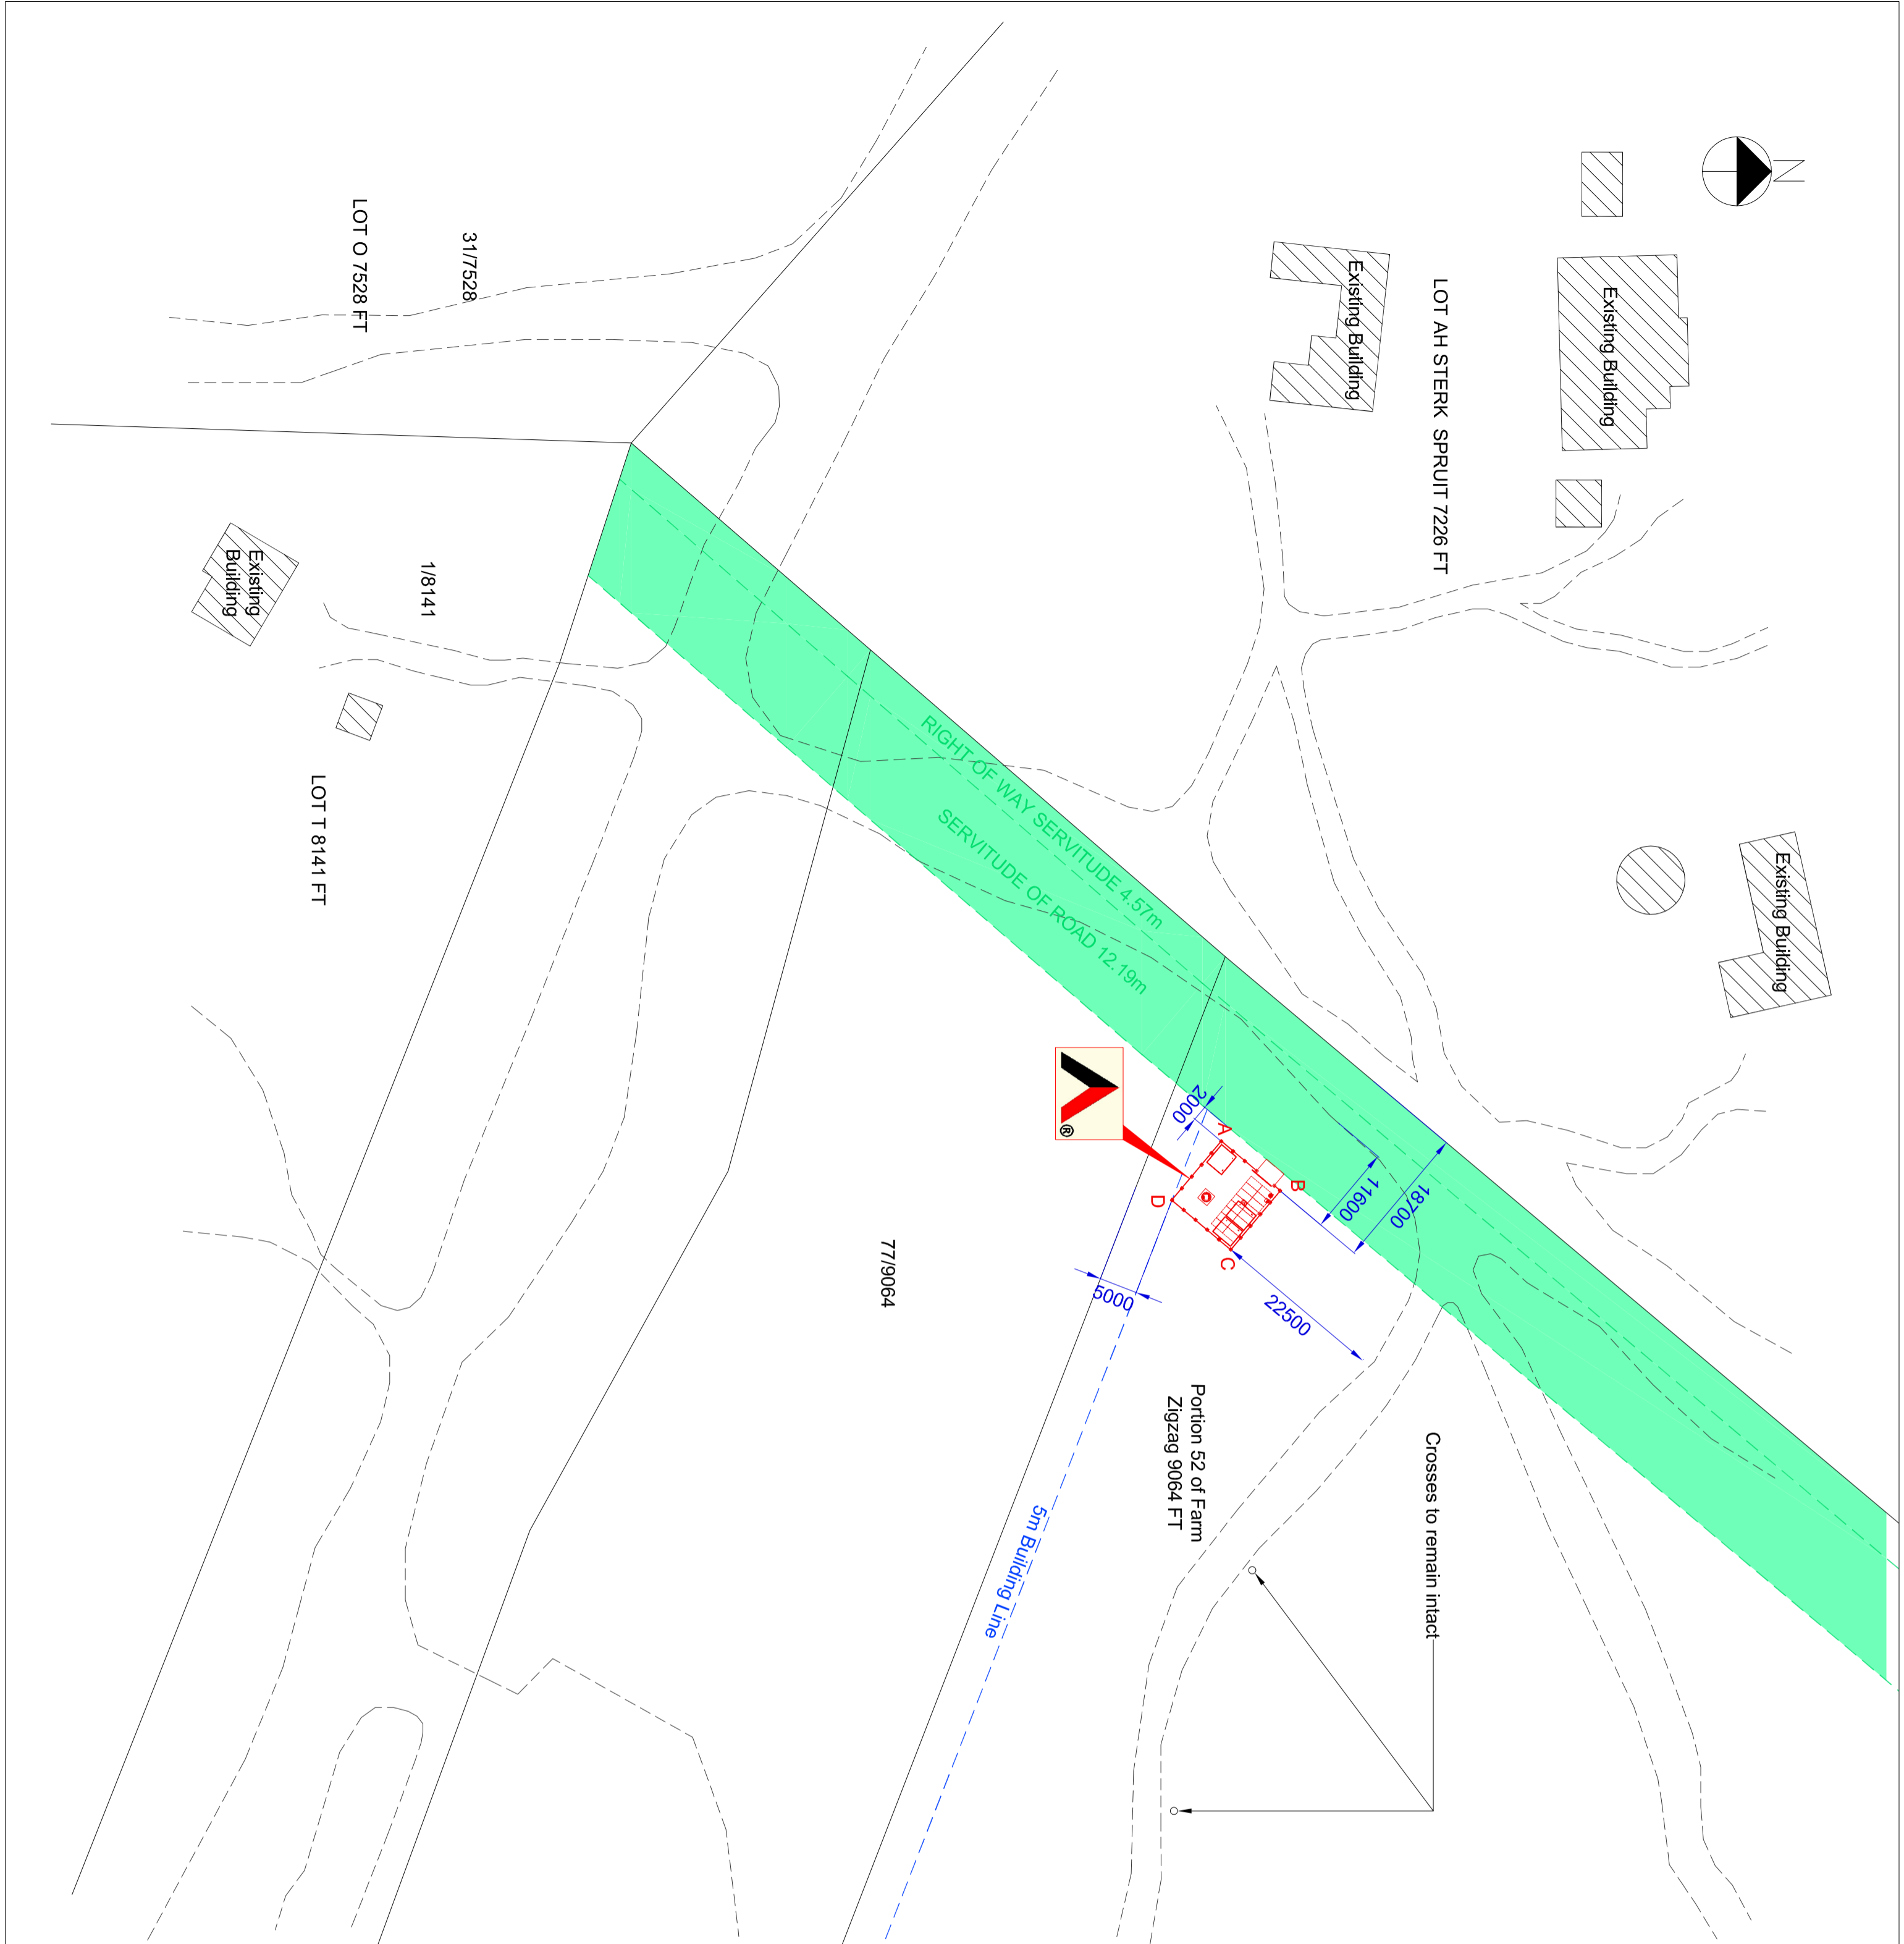 N
Existing Building
LOT AH STERK SPRUIT 7226 FT
Existing Building
31/7528
LOT O 7528 FT
Existing Building
1/8141
Existing
Building
LOT T 8141 FT
RIGHT OF WAY SERVITUDE 4.57m
SERVITUDE OF ROAD 12.19m
2000
A
B
C
D
®
18700
11600
22500
5000
77/9064
Portion 52 of Farm
Zigzag 9064 FT
Crosses to remain intact
5m Building Line